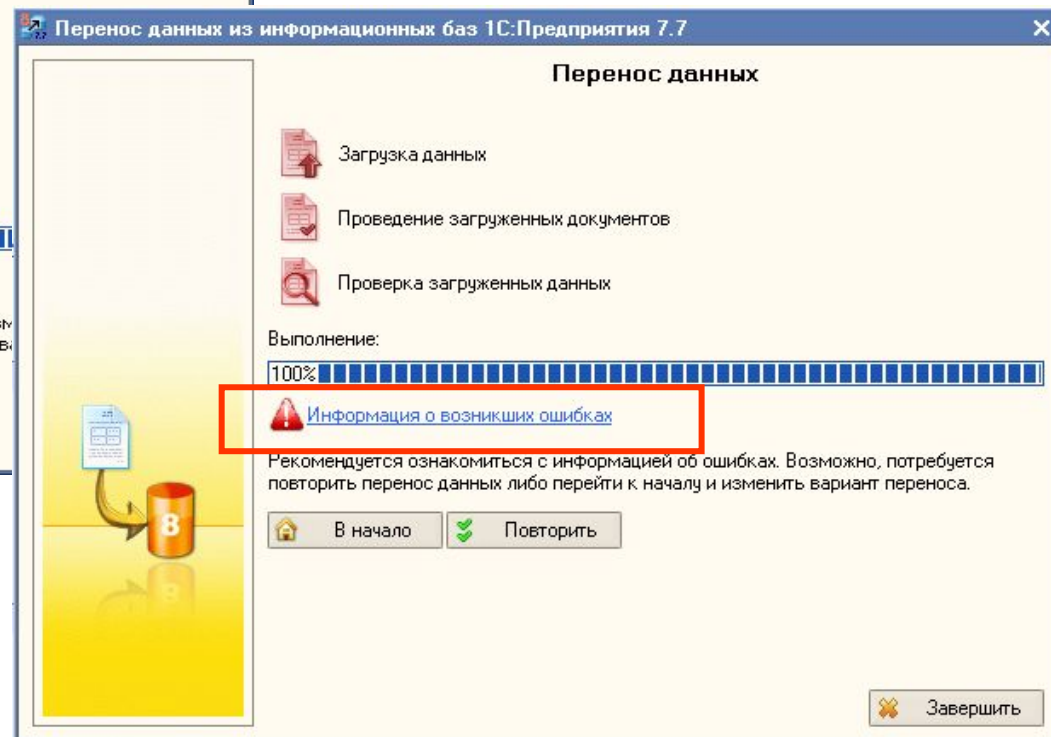 Перенос данных из информационных баз 1С:Предприятия 7.7
Перенос данных
Загрузка данных
Проведение загруженных документов
Проверка загруженных данных
Выполнение:
100%
Информация о возникших ошибках
Рекомендуется ознакомиться с информацией об ошибках. Возможно, потребуется
повторить перенос данных либо перейти к началу и изменить вариант переноса.
8
В начало
Повторить
Завершить